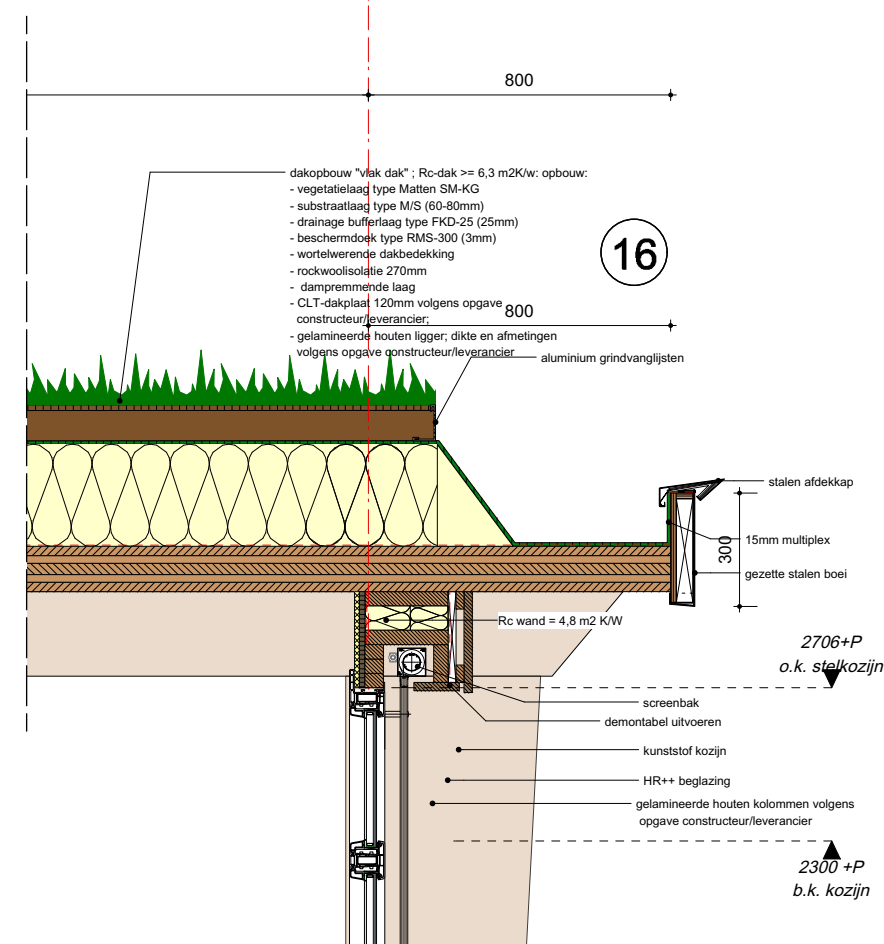 800
dakopbouw "vlak dak" ; Rc-dak >= 6,3 m2K/w: opbouw:
- vegetatielaag type Matten SM-KG
- substraatlaag type M/S (60-80mm)
- drainage bufferlaag type FKD-25 (25mm)
- beschermdoek type RMS-300 (3mm)
- wortelwerende dakbedekking
- rockwoolisolatie 270mm
- dampremmende laag
- CLT-dakplaat 120mm volgens opgave
constructeur/leverancier;
- gelamineerde houten ligger; dikte en afmetingen
volgens opgave constructeur/leverancier
16
800
aluminium grindvanglijsten
stalen afdekkap
300
15mm multiplex
gezette stalen boei
Rc wand = 4,8 m2 K/W
2706+P
o.k. stelkozijn
screenbak
demontabel uitvoeren
kunststof kozijn
HR++ beglazing
gelamineerde houten kolommen volgens
opgave constructeur/leverancier
2300 +P
b.k. kozijn